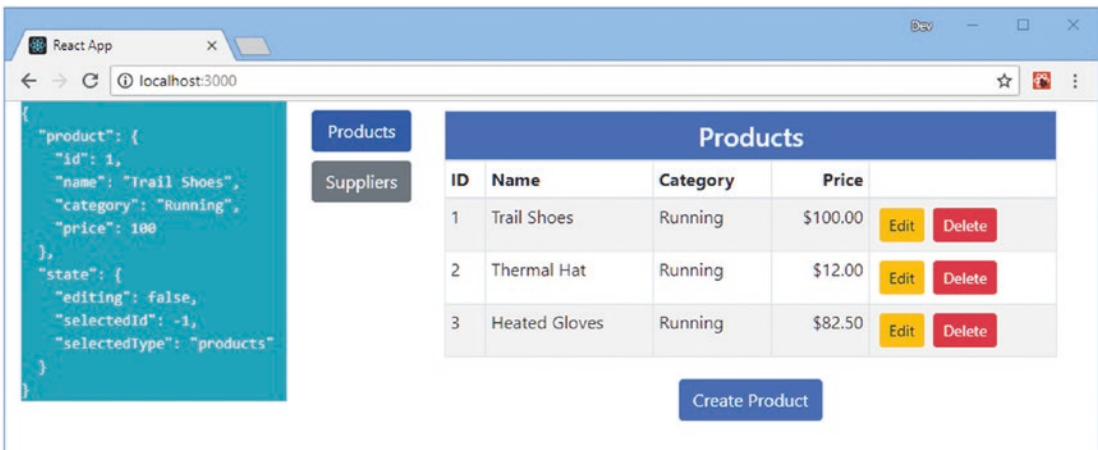 Dev
React App
localhost:3000
{
"product": {
"id": 1,
"name": "Trail Shoes",
"category": "Running",
"price": 100
},
"state": {
"editing": false,
"selectedId": -1,
"selectedType": "products"
}
}
Products
Suppliers
Products
ID Name Category Price
1 Trail Shoes Running $100.00 Edit Delete
2 Thermal Hat Running $12.00 Edit Delete
3 Heated Gloves Running $82.50 Edit Delete
Create Product